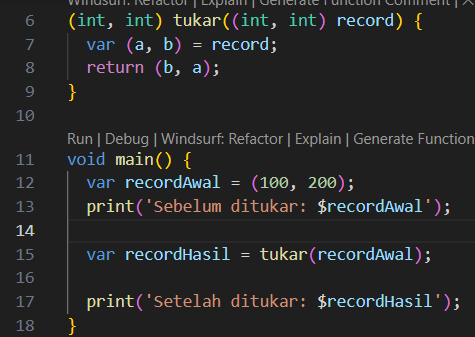 Windsurf: Refactor | Explain | Generate Function Comment | ×
6 (int, int) tukar((int, int) record) {
7   var (a, b) = record;
8   return (b, a);
9 }
10
Run | Debug | Windsurf: Refactor | Explain | Generate Function
11 void main() {
12   var recordAwal = (100, 200);
13   print('Sebelum ditukar: $recordAwal');
14
15   var recordHasil = tukar(recordAwal);
16
17   print('Setelah ditukar: $recordHasil');
18 }